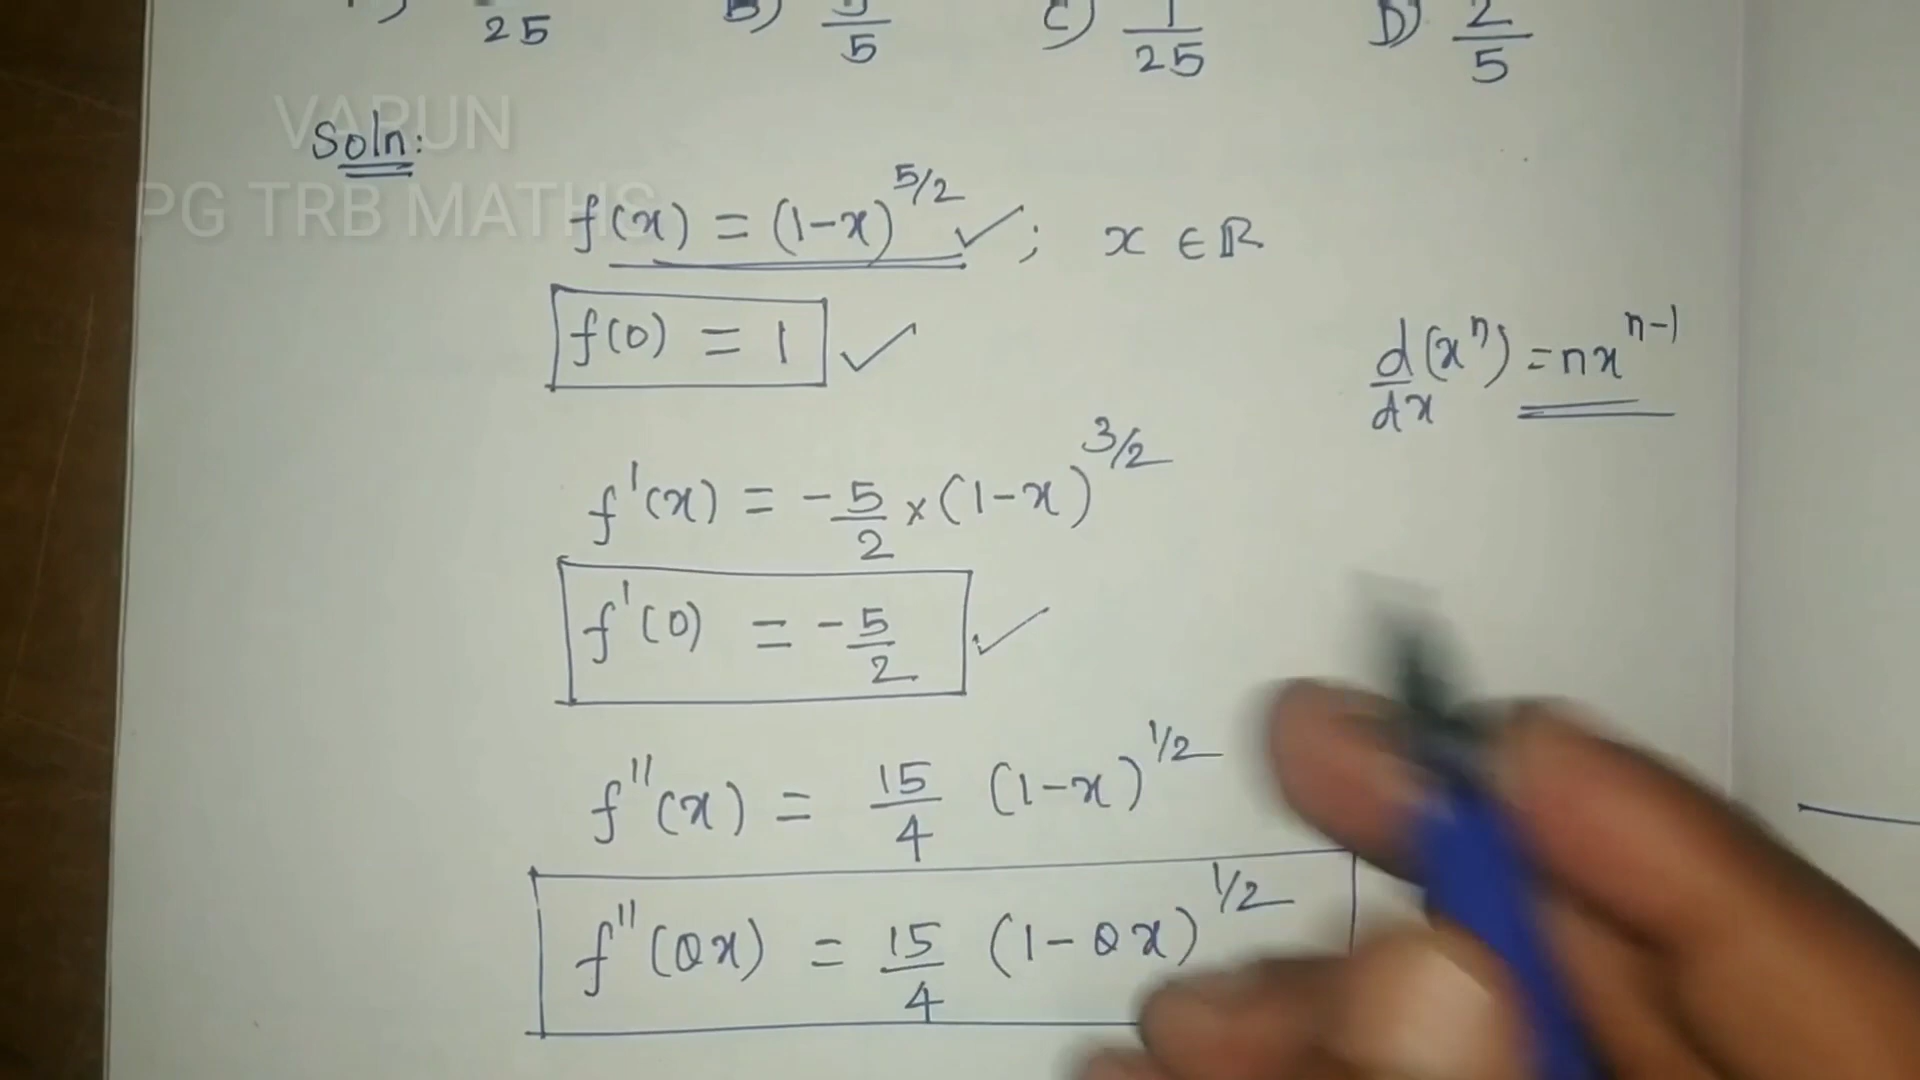 25 B) 5 C) 1/25 D) 2/5
VARUN
Soln:
PG TRB MATHS
f(x) = (1-x)^5/2 ✓ ; x ∈ ℝ
f(0) = 1 ✓
d/dx (x^n) = nx^n-1
f'(x) = -5/2 × (1-x)^3/2
f'(0) = -5/2 ✓
f''(x) = 15/4 (1-x)^1/2
f''(θx) = 15/4 (1-θx)^1/2